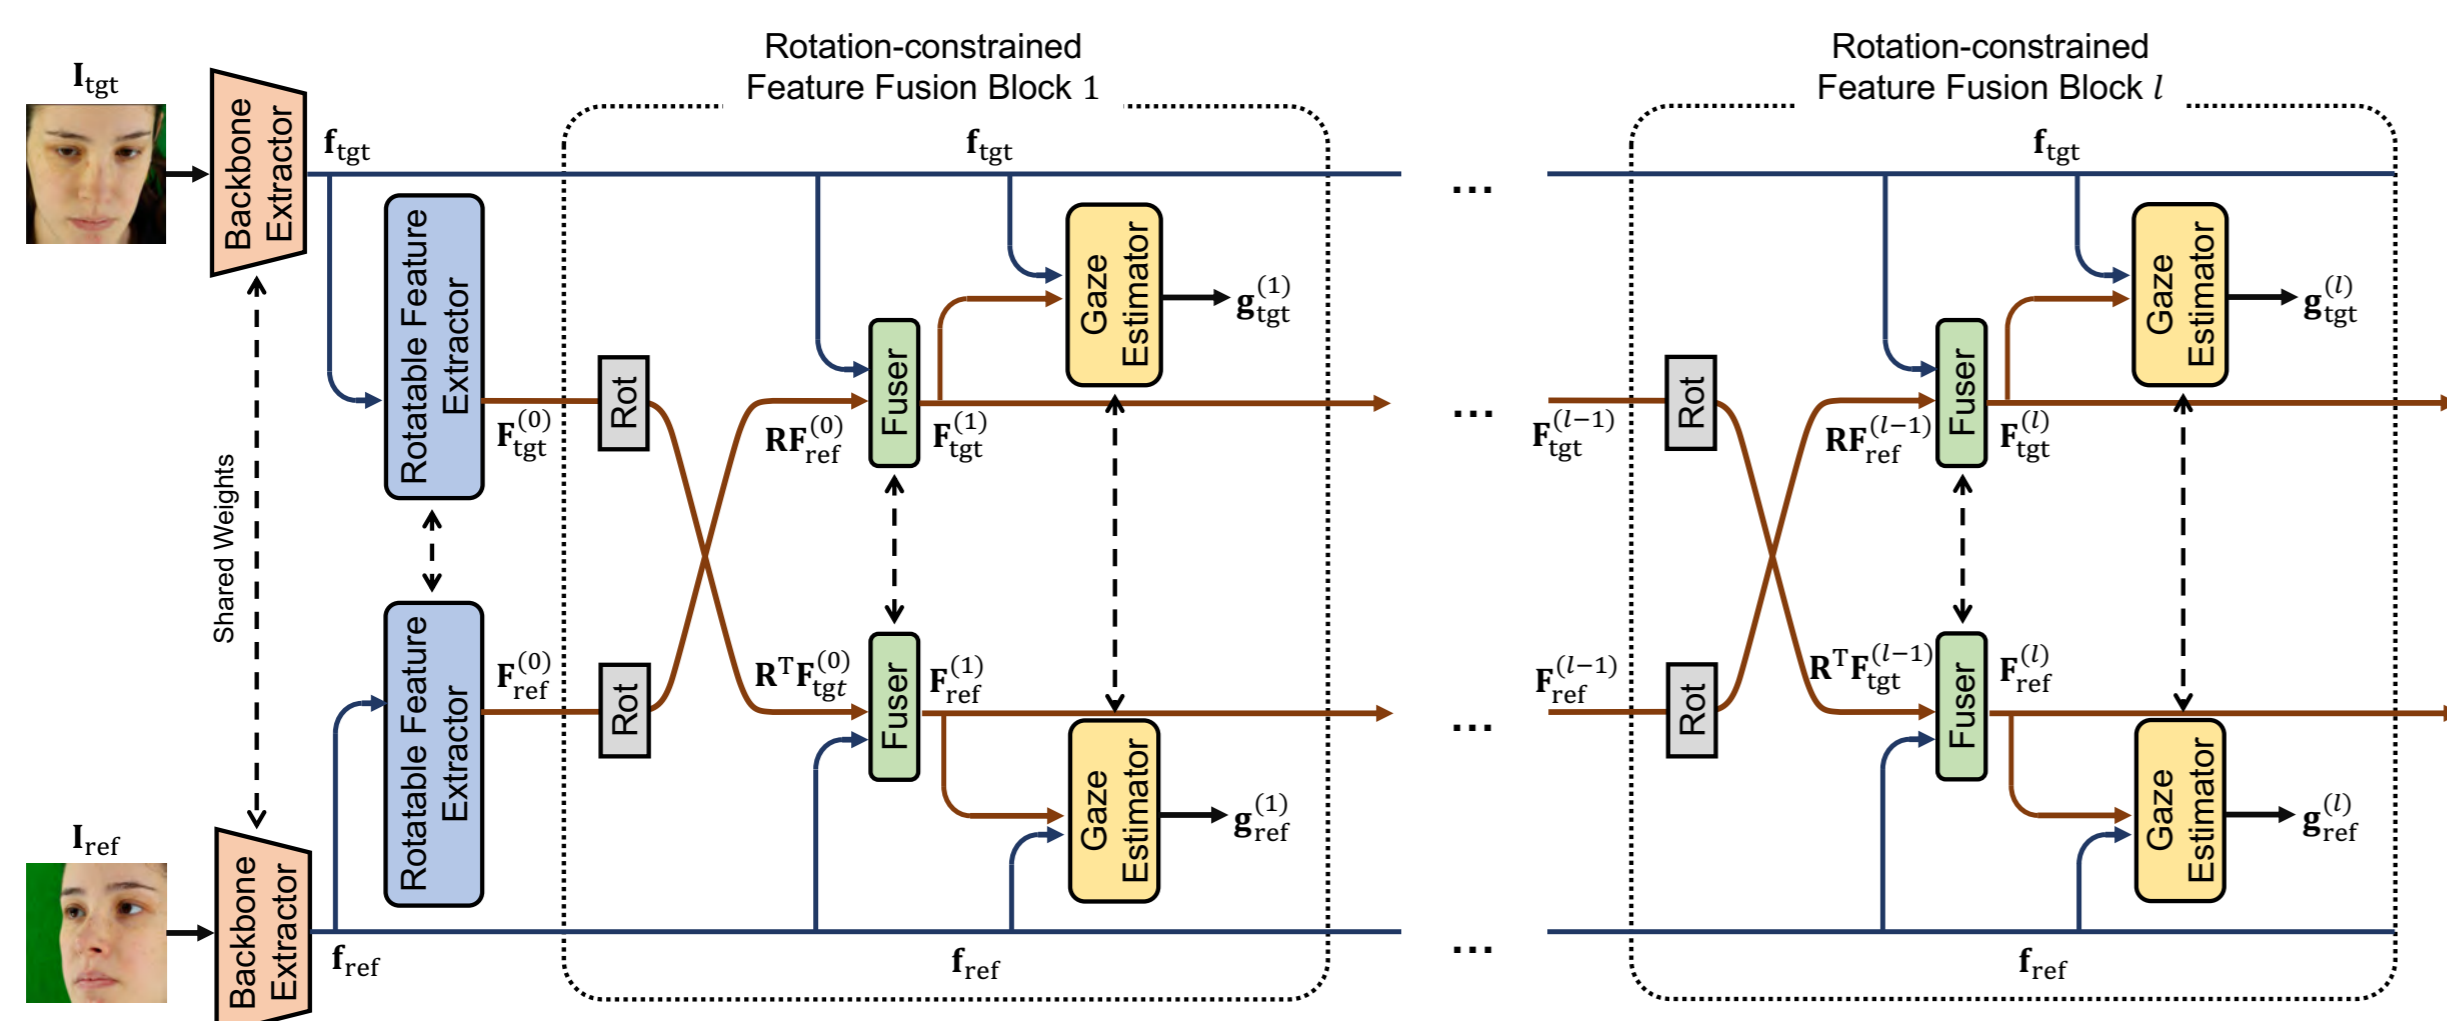 Rotation-constrained
Feature Fusion Block 1
Rotation-constrained
Feature Fusion Block l
I_tgt
Backbone
Extractor
f_tgt
f_tgt
f_tgt
Rotatable Feature
Extractor
F_tgt^(0)
Rot
RF_ref^(0)
Fuser
F_tgt^(1)
Gaze
Estimator
g_tgt^(1)
...
...
F_tgt^(l−1)
Rot
RF_ref^(l−1)
Fuser
F_tgt^(l)
Gaze
Estimator
g_tgt^(l)
Shared Weights
Rotatable Feature
Extractor
F_ref^(0)
Rot
R^T F_tgt^(0)
Fuser
F_ref^(1)
Gaze
Estimator
g_ref^(1)
...
...
F_ref^(l−1)
Rot
R^T F_tgt^(l−1)
Fuser
F_ref^(l)
Gaze
Estimator
g_ref^(l)
I_ref
Backbone
Extractor
f_ref
f_ref
f_ref